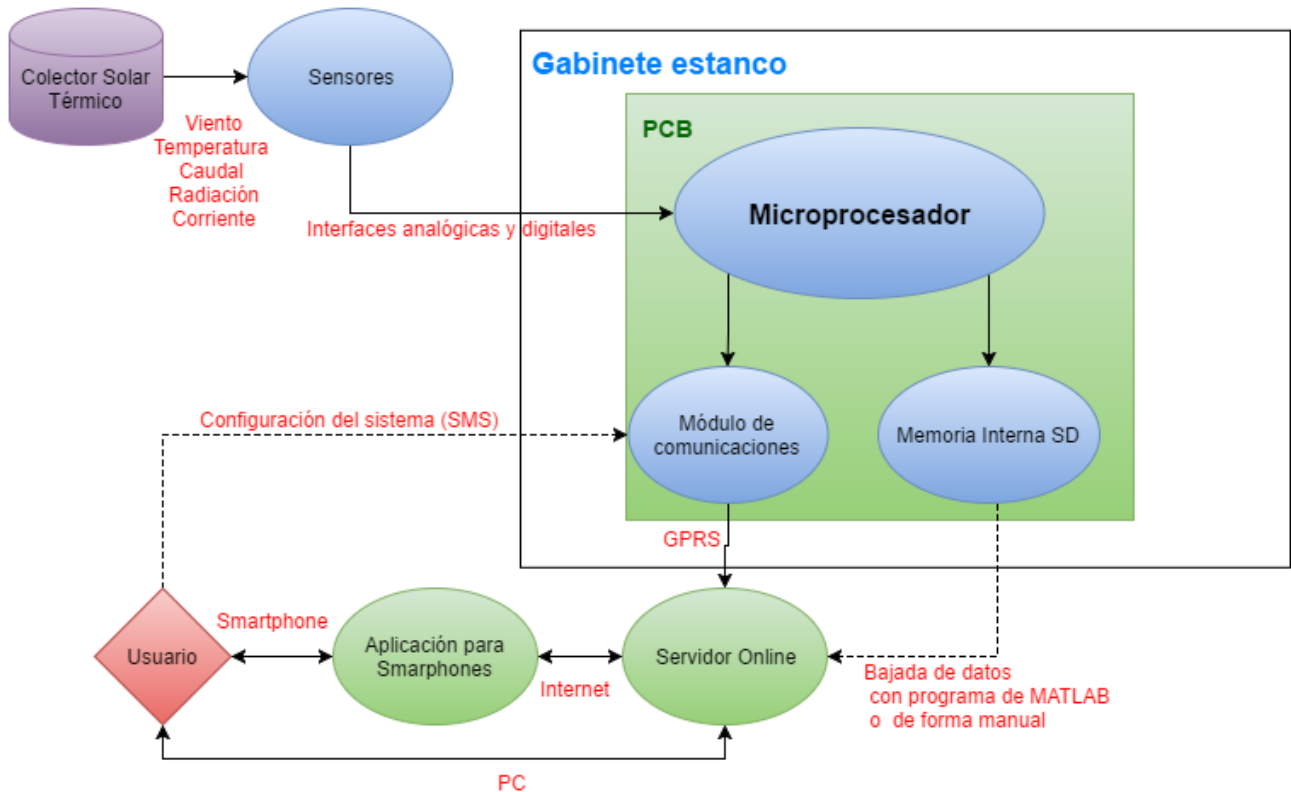 Colector Solar
Térmico
Sensores
Viento
Temperatura
Caudal
Radiación
Corriente
Interfaces analógicas y digitales
Gabinete estanco
PCB
Microprocesador
Módulo de
comunicaciones
Memoria Interna SD
Configuración del sistema (SMS)
GPRS
Usuario
Smartphone
Aplicación para
Smarphones
Internet
Servidor Online
Bajada de datos
con programa de MATLAB
o de forma manual
PC